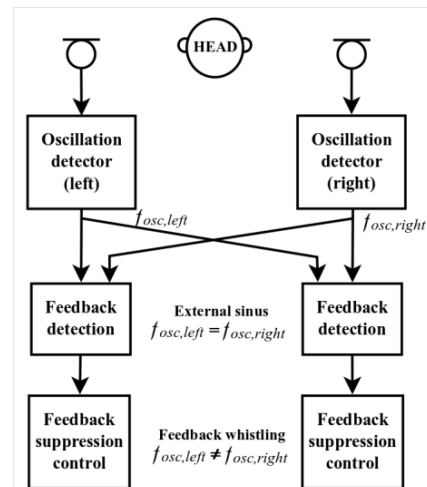 HEAD
Oscillation
detector
(left)
Oscillation
detector
(right)
fosc,left
fosc,right
Feedback
detection
External sinus
fosc,left = fosc,right
Feedback
detection
Feedback
suppression
control
Feedback whistling
fosc,left ≠ fosc,right
Feedback
suppression
control